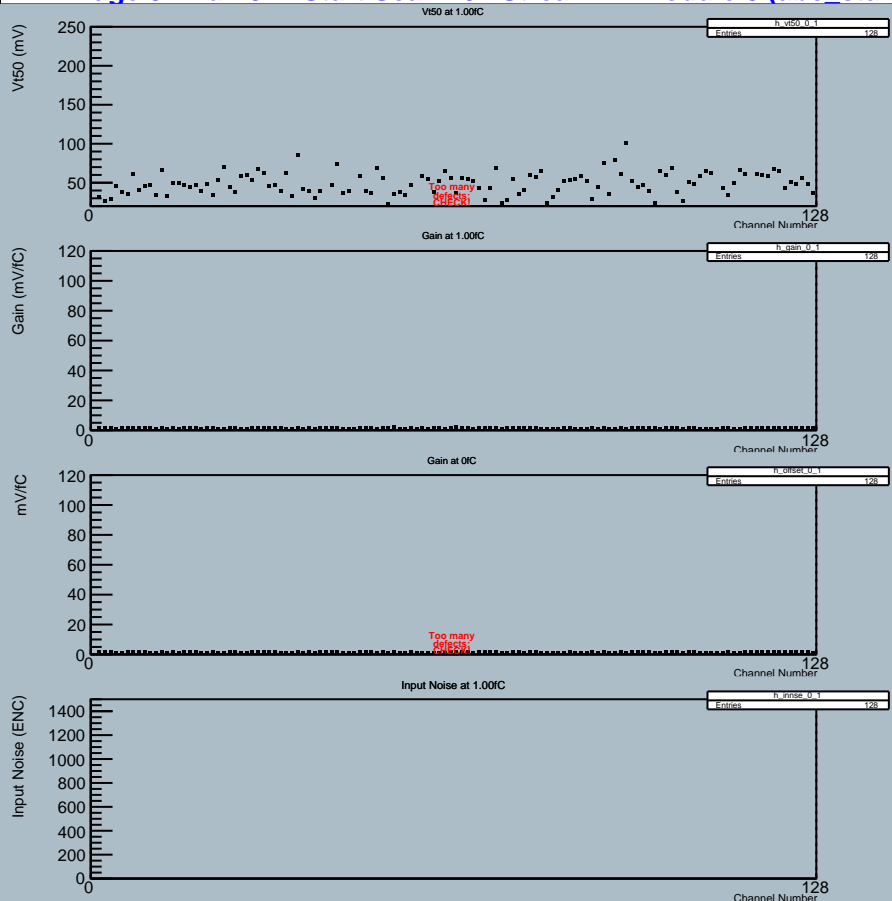 Vt50 at 1.00fC
h_vt50_0_1
Entries 128
Vt50 (mV)
250
200
150
100
50
Too many
defects:
CHECK!
0
128
Channel Number
Gain at 1.00fC
h_gain_0_1
Entries 128
Gain (mV/fC)
120
100
80
60
40
20
0
0
128
Channel Number
Gain at 0fC
h_offset_0_1
Entries 128
mV/fC
120
100
80
60
40
20
0
Too many
defects:
CHECK!
0
128
Channel Number
Input Noise at 1.00fC
h_innse_0_1
Entries 128
Input Noise (ENC)
1400
1200
1000
800
600
400
200
0
0
128
Channel Number